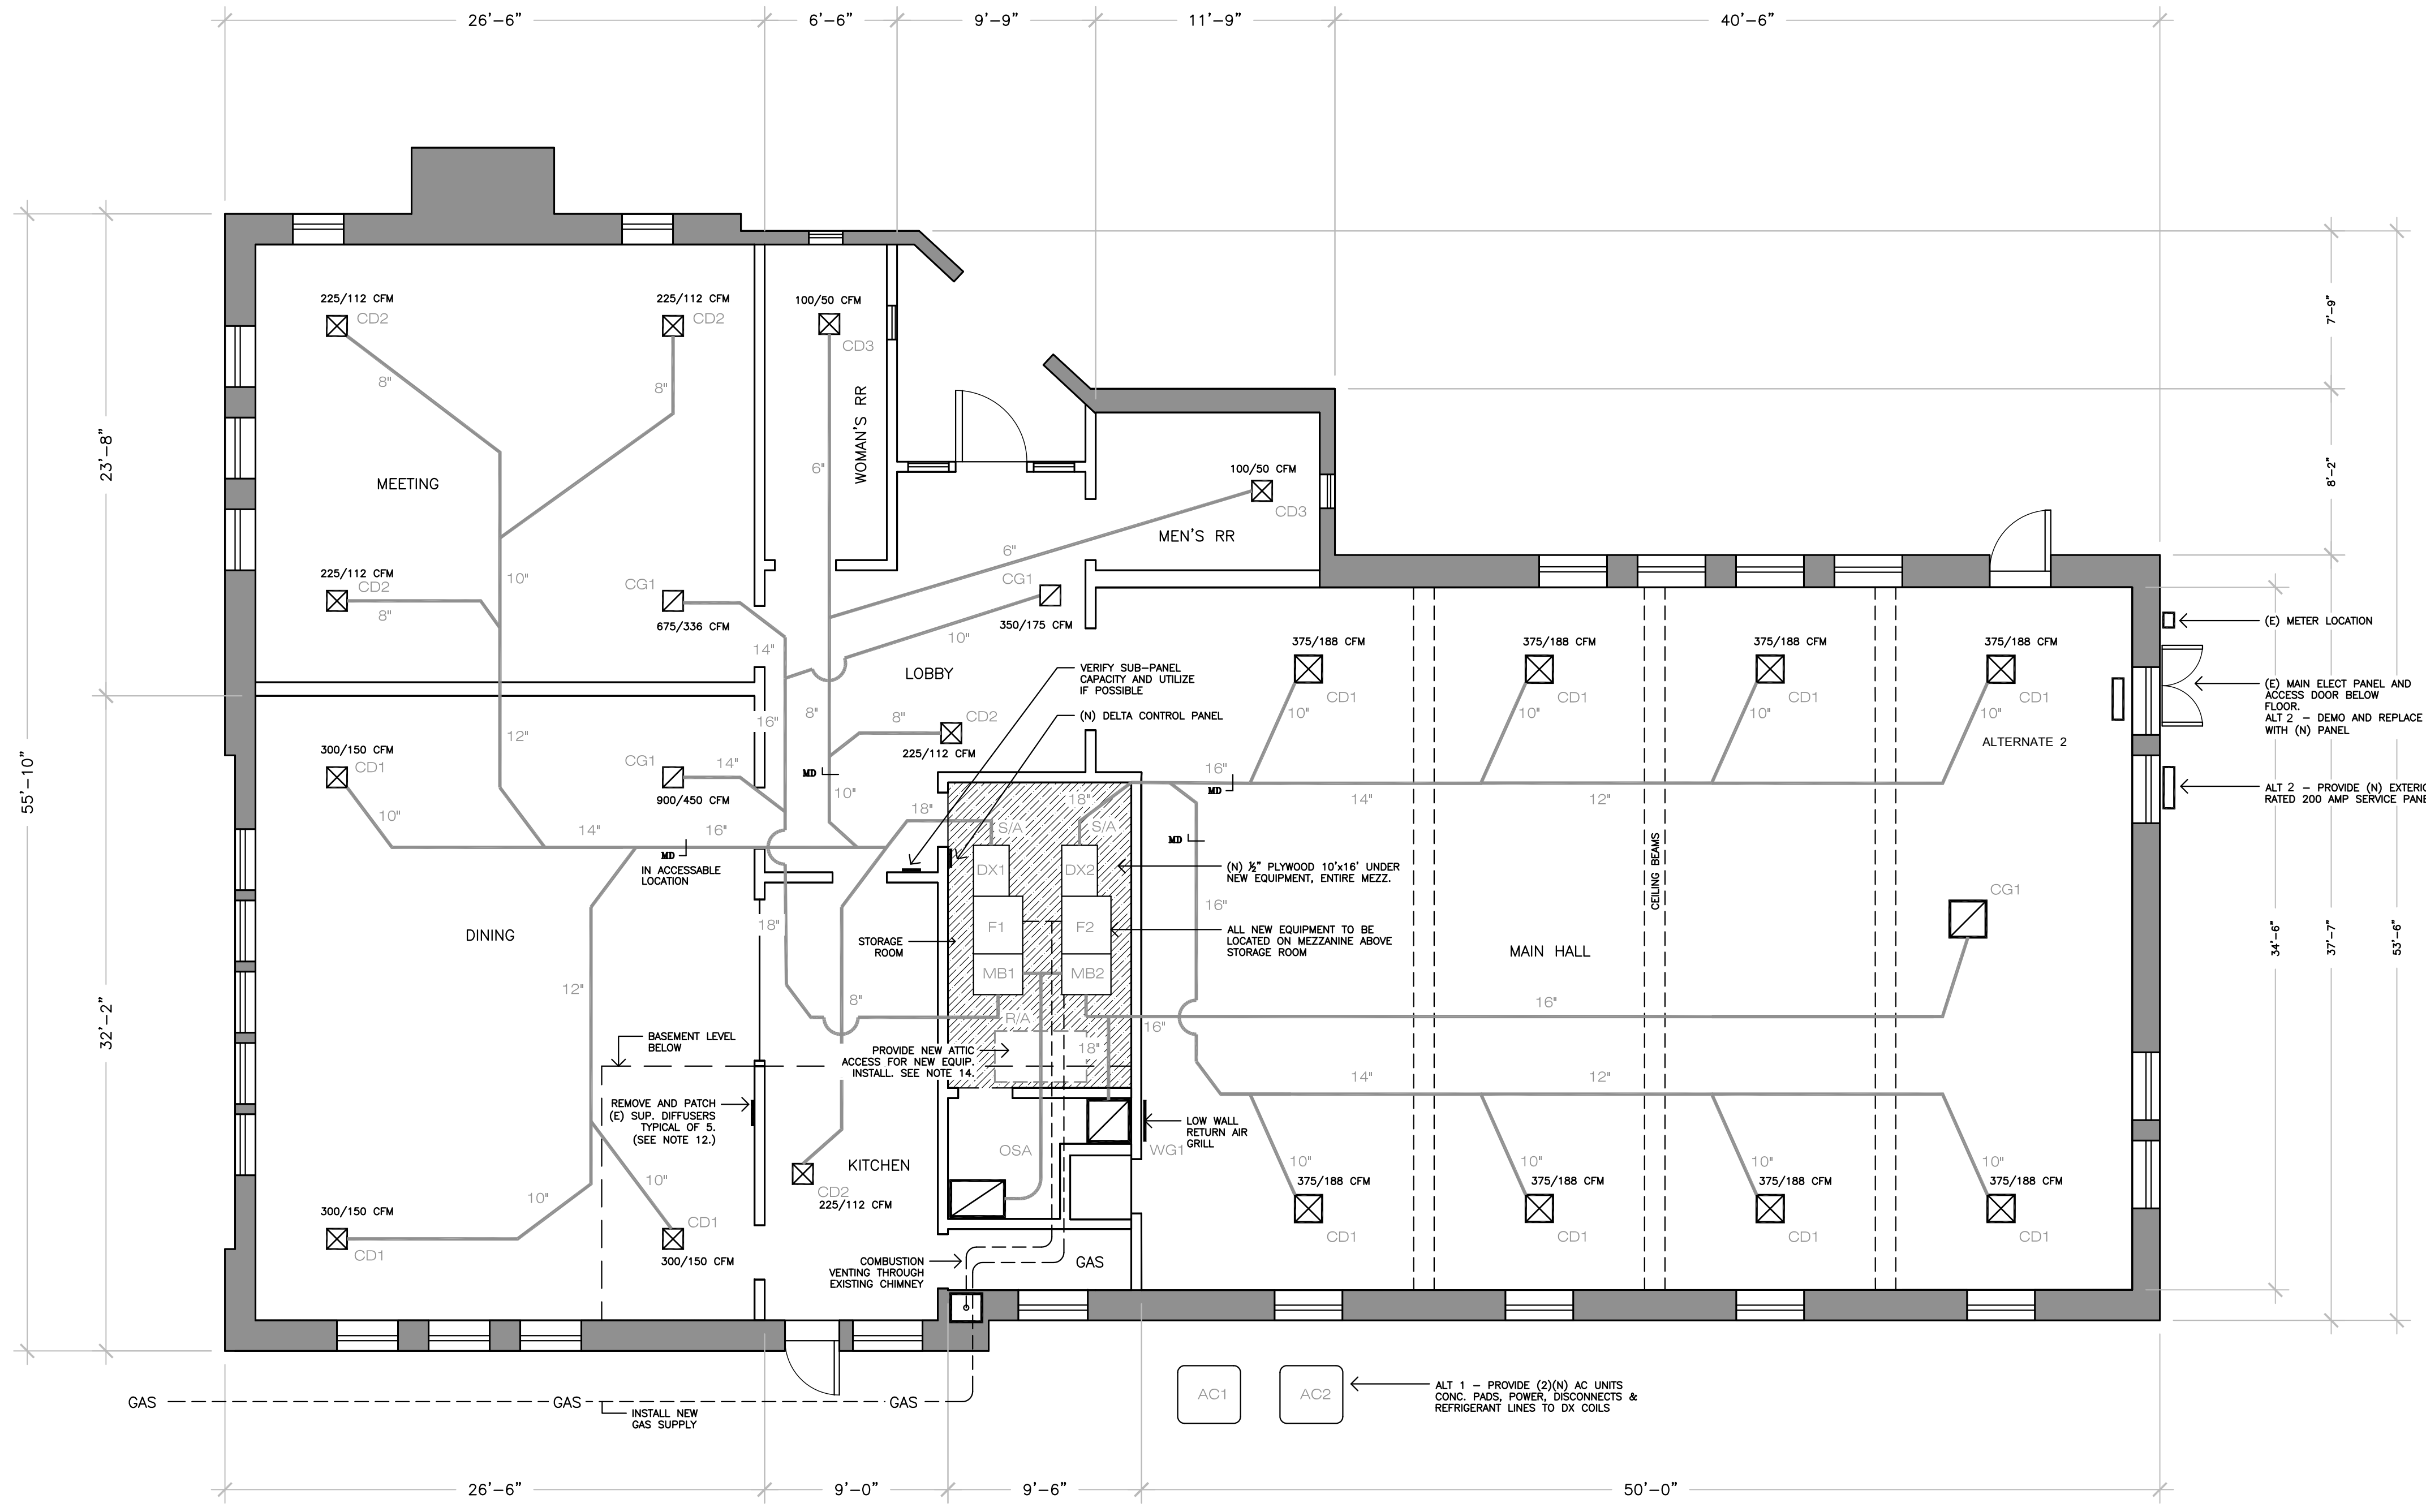 26'-6"
6'-6"
9'-9"
11'-9"
40'-6"
225/112 CFM
CD2
225/112 CFM
CD2
100/50 CFM
CD3
7'-9"
8"
8"
WOMAN'S RR
23'-8"
MEETING
6"
8'-2"
100/50 CFM
CD3
MEN'S RR
6"
225/112 CFM
CD2
8"
10"
CG1
675/336 CFM
CG1
350/175 CFM
10"
14"
LOBBY
VERIFY SUB-PANEL
CAPACITY AND UTILIZE
IF POSSIBLE
(N) DELTA CONTROL PANEL
375/188 CFM
CD1
10"
375/188 CFM
CD1
10"
375/188 CFM
CD1
10"
375/188 CFM
CD1
10"
ALTERNATE 2
(E) METER LOCATION
(E) MAIN ELECT PANEL AND
ACCESS DOOR BELOW
FLOOR.
ALT 2 – DEMO AND REPLACE
WITH (N) PANEL
ALT 2 – PROVIDE (N) EXTERIO
RATED 200 AMP SERVICE PANE
55'-10"
12"
16"
8"
8"
CD2
225/112 CFM
300/150 CFM
CD1
10"
CG1
14"
900/450 CFM
MD
10"
18"
18"
16"
MD
14"
12"
14"
16"
MD
IN ACCESSABLE
LOCATION
S/A
S/A
MD
DX1
DX2
(N) ½" PLYWOOD 10'x16' UNDER
NEW EQUIPMENT, ENTIRE MEZZ.
CEILING BEAMS
CG1
16"
18"
DINING
STORAGE
ROOM
F1
F2
ALL NEW EQUIPMENT TO BE
LOCATED ON MEZZANINE ABOVE
STORAGE ROOM
MAIN HALL
34'-6"
37'-7"
53'-6"
MB1
MB2
12"
8"
16"
32'-2"
R/A
16"
18"
BASEMENT LEVEL
BELOW
PROVIDE NEW ATTIC
ACCESS FOR NEW EQUIP.
INSTALL. SEE NOTE 14.
14"
12"
REMOVE AND PATCH
(E) SUP. DIFFUSERS
TYPICAL OF 5.
(SEE NOTE 12.)
LOW WALL
RETURN AIR
GRILL
WG1
OSA
KITCHEN
CD2
225/112 CFM
10"
10"
300/150 CFM
CD1
CD1
300/150 CFM
10"
375/188 CFM
CD1
10"
375/188 CFM
CD1
10"
375/188 CFM
CD1
10"
375/188 CFM
CD1
COMBUSTION
VENTING THROUGH
EXISTING CHIMNEY
GAS
GAS
GAS
GAS
INSTALL NEW
GAS SUPPLY
AC1
AC2
ALT 1 – PROVIDE (2)(N) AC UNITS
CONC. PADS, POWER, DISCONNECTS &
REFRIGERANT LINES TO DX COILS
26'-6"
9'-0"
9'-6"
50'-0"